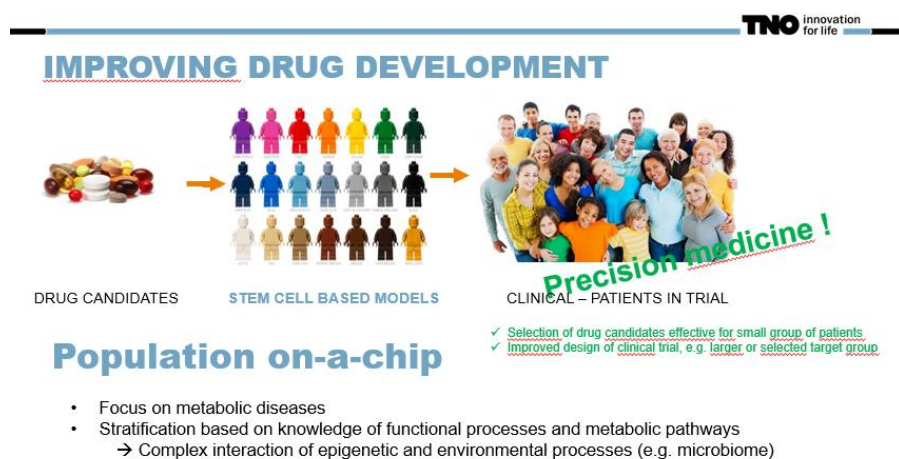 TNO innovation
for life
IMPROVING DRUG DEVELOPMENT
Precision medicine !
DRUG CANDIDATES
STEM CELL BASED MODELS
CLINICAL – PATIENTS IN TRIAL
✓ Selection of drug candidates effective for small group of patients
✓ Improved design of clinical trial, e.g. larger or selected target group
Population on-a-chip
• Focus on metabolic diseases
• Stratification based on knowledge of functional processes and metabolic pathways
→ Complex interaction of epigenetic and environmental processes (e.g. microbiome)